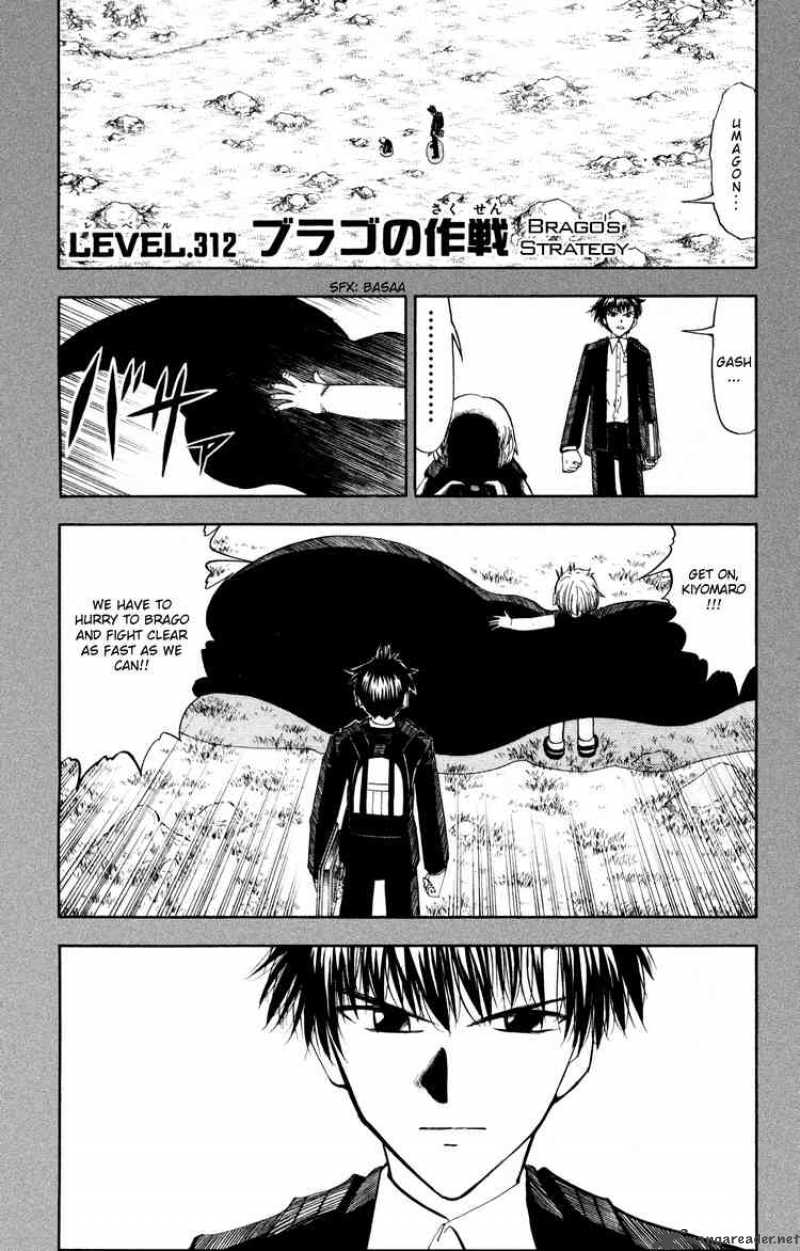 UMAGON...
さくせん
レベル
LEVEL.312 ブラゴの作戦
BRAGO'S
STRATEGY
SFX: BASAA
GASH
...
.........
バサァ
GET ON,
KIYOMARO
!!!
WE HAVE TO
HURRY TO BRAGO
AND FIGHT CLEAR
AS FAST AS WE
CAN!!
mangareader.net